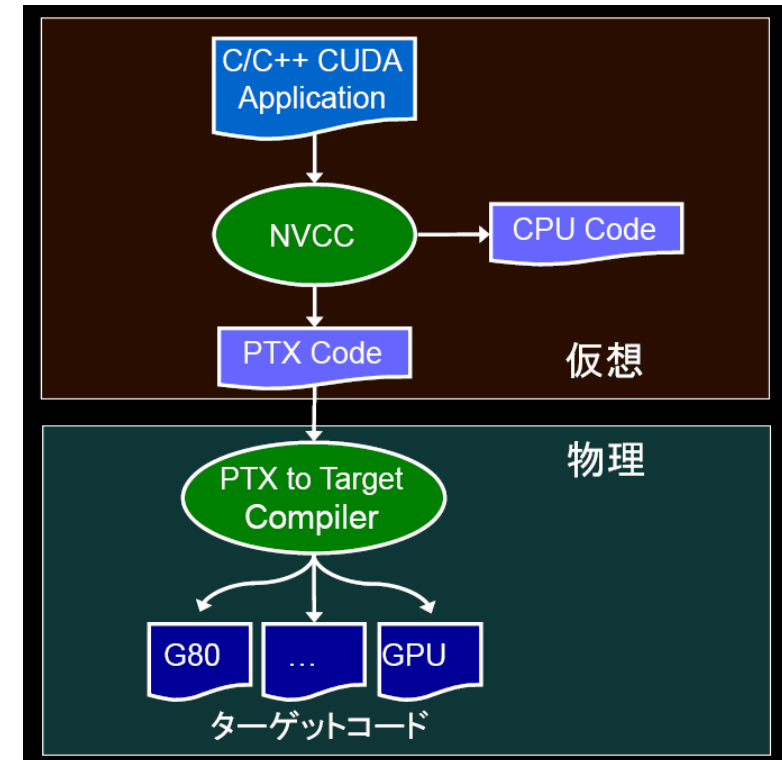 C/C++ CUDA
Application
NVCC
CPU Code
PTX Code
仮想
物理
PTX to Target
Compiler
G80
...
GPU
ターゲットコード